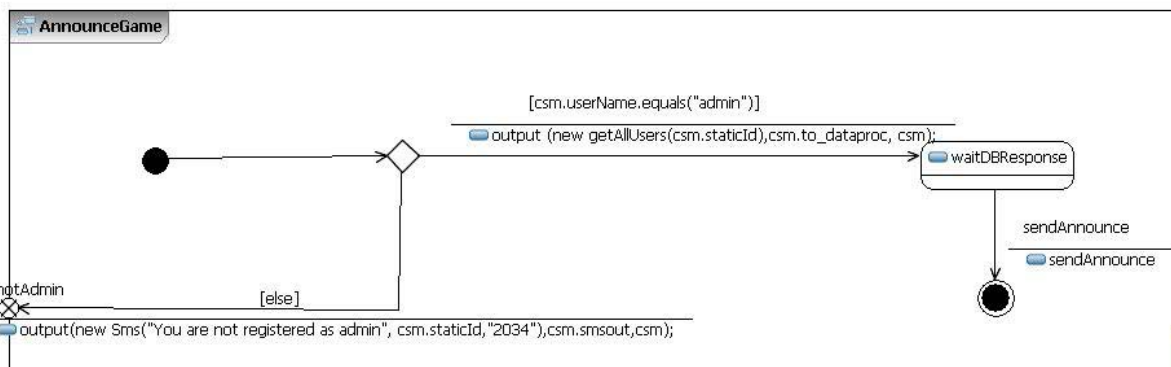 AnnounceGame
[csm.userName.equals("admin")]
output (new getAllUsers(csm.staticId),csm.to_dataproc, csm);
waitDBResponse
sendAnnounce
sendAnnounce
notAdmin
[else]
output(new Sms("You are not registered as admin", csm.staticId,"2034"),csm.smsout,csm);